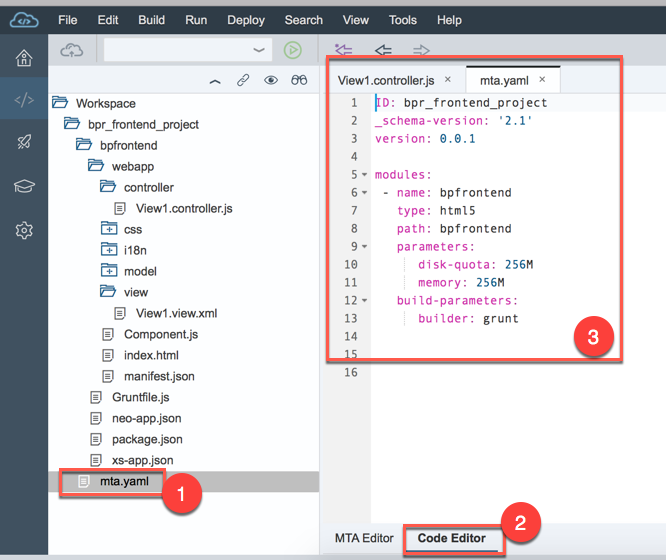 File Edit Build Run Deploy Search View Tools Help
Workspace
bpr_frontend_project
bpfrontend
webapp
controller
View1.controller.js
css
i18n
model
view
View1.view.xml
Component.js
index.html
manifest.json
Gruntfile.js
neo-app.json
package.json
xs-app.json
mta.yaml
1
View1.controller.js × mta.yaml ×
1 ID: bpr_frontend_project
2 _schema-version: '2.1'
3 version: 0.0.1
4
5 modules:
6 - name: bpfrontend
7 type: html5
8 path: bpfrontend
9 parameters:
10 disk-quota: 256M
11 memory: 256M
12 build-parameters:
13 builder: grunt
14
15
16
3
MTA Editor Code Editor
2